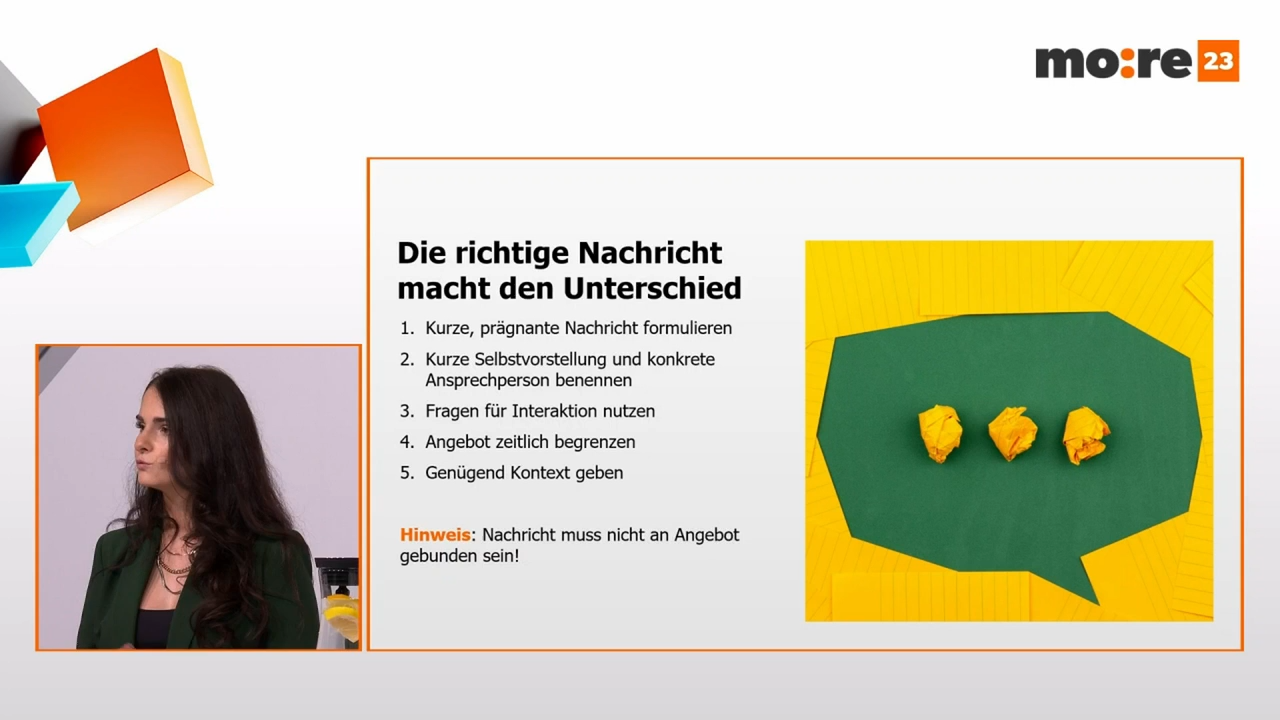 mo:re 23
Die richtige Nachricht
macht den Unterschied
1. Kurze, prägnante Nachricht formulieren
2. Kurze Selbstvorstellung und konkrete
Ansprechperson benennen
3. Fragen für Interaktion nutzen
4. Angebot zeitlich begrenzen
5. Genügend Kontext geben
Hinweis: Nachricht muss nicht an Angebot
gebunden sein!